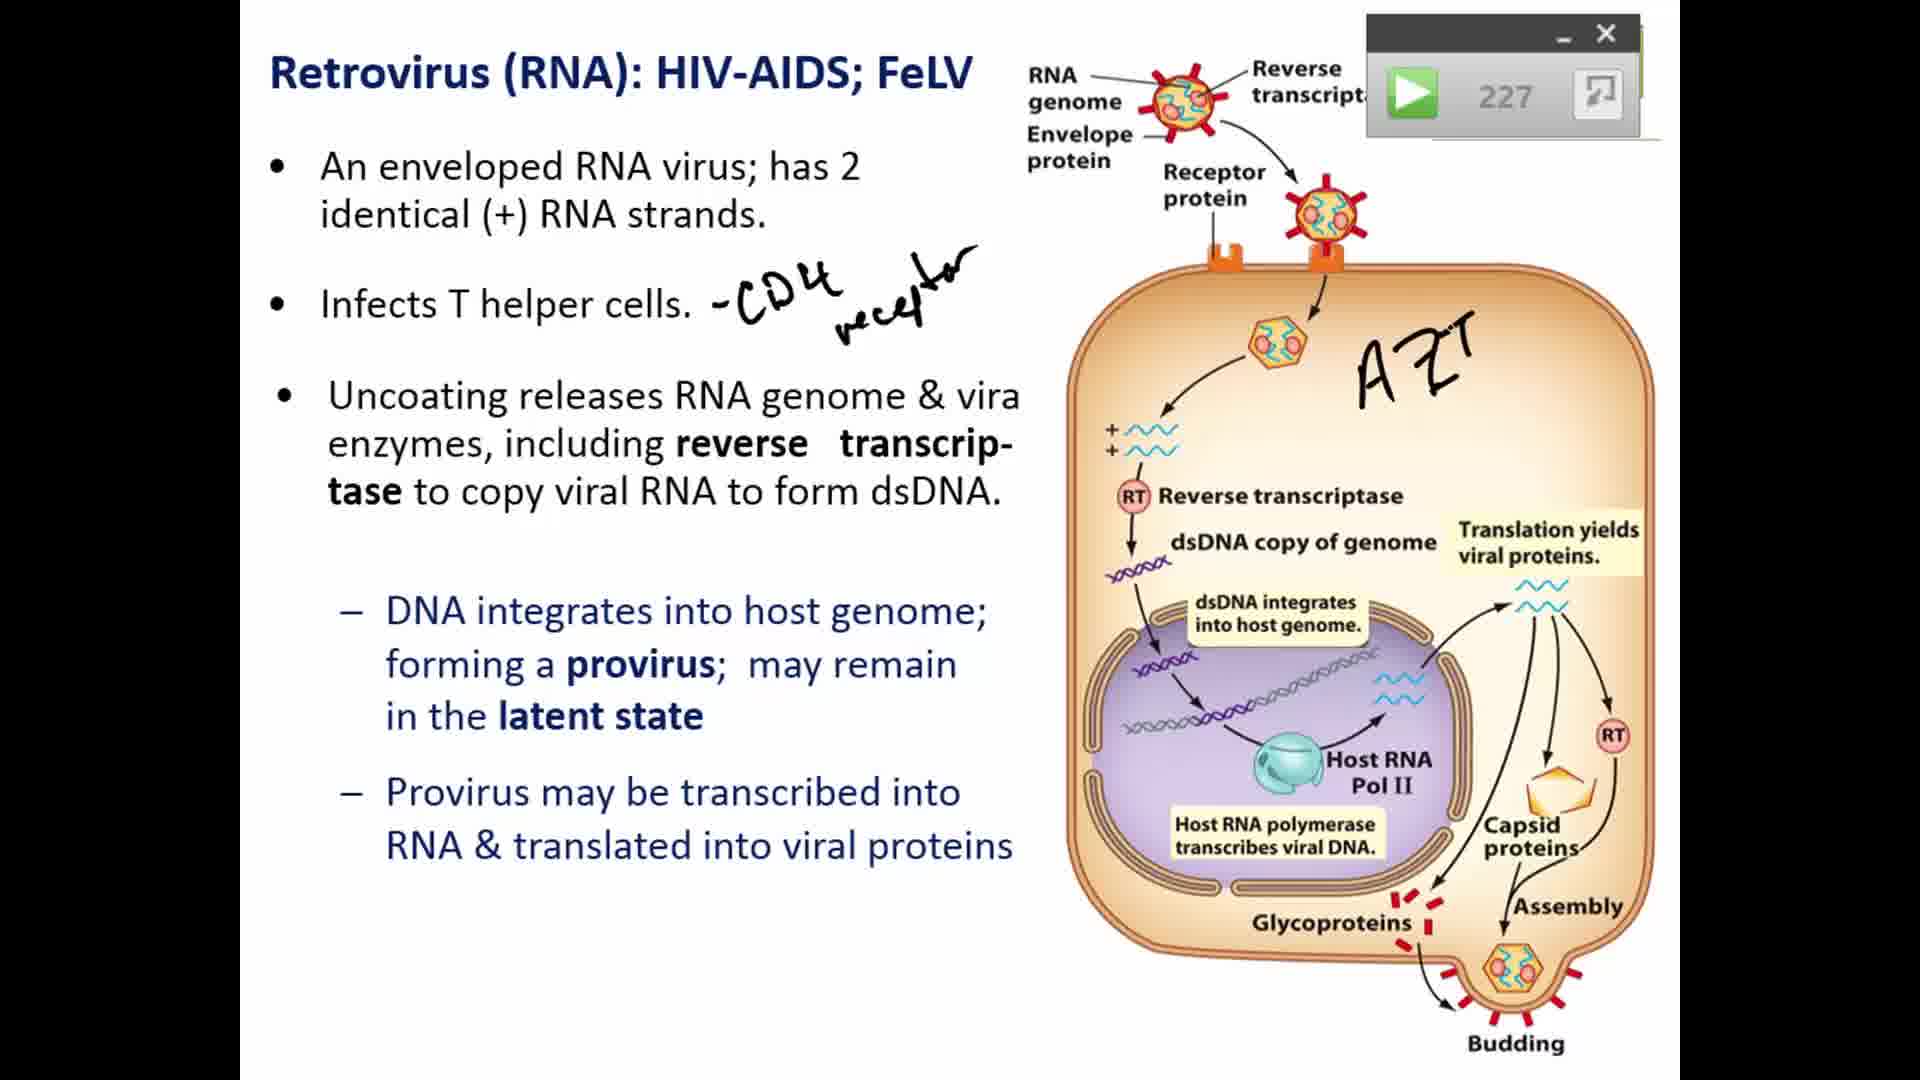 Retrovirus (RNA): HIV-AIDS; FeLV
• An enveloped RNA virus; has 2
identical (+) RNA strands.
• Infects T helper cells. - CD4
receptor
• Uncoating releases RNA genome & vira
enzymes, including reverse transcrip-
tase to copy viral RNA to form dsDNA.
– DNA integrates into host genome;
forming a provirus; may remain
in the latent state
– Provirus may be transcribed into
RNA & translated into viral proteins
RNA
genome
Envelope
protein
Reverse
transcript
227
Receptor
protein
AZT
+
+
RT Reverse transcriptase
dsDNA copy of genome
Translation yields
viral proteins.
dsDNA integrates
into host genome.
Host RNA
Pol II
Host RNA polymerase
transcribes viral DNA.
RT
Capsid
proteins
Glycoproteins
Assembly
Budding